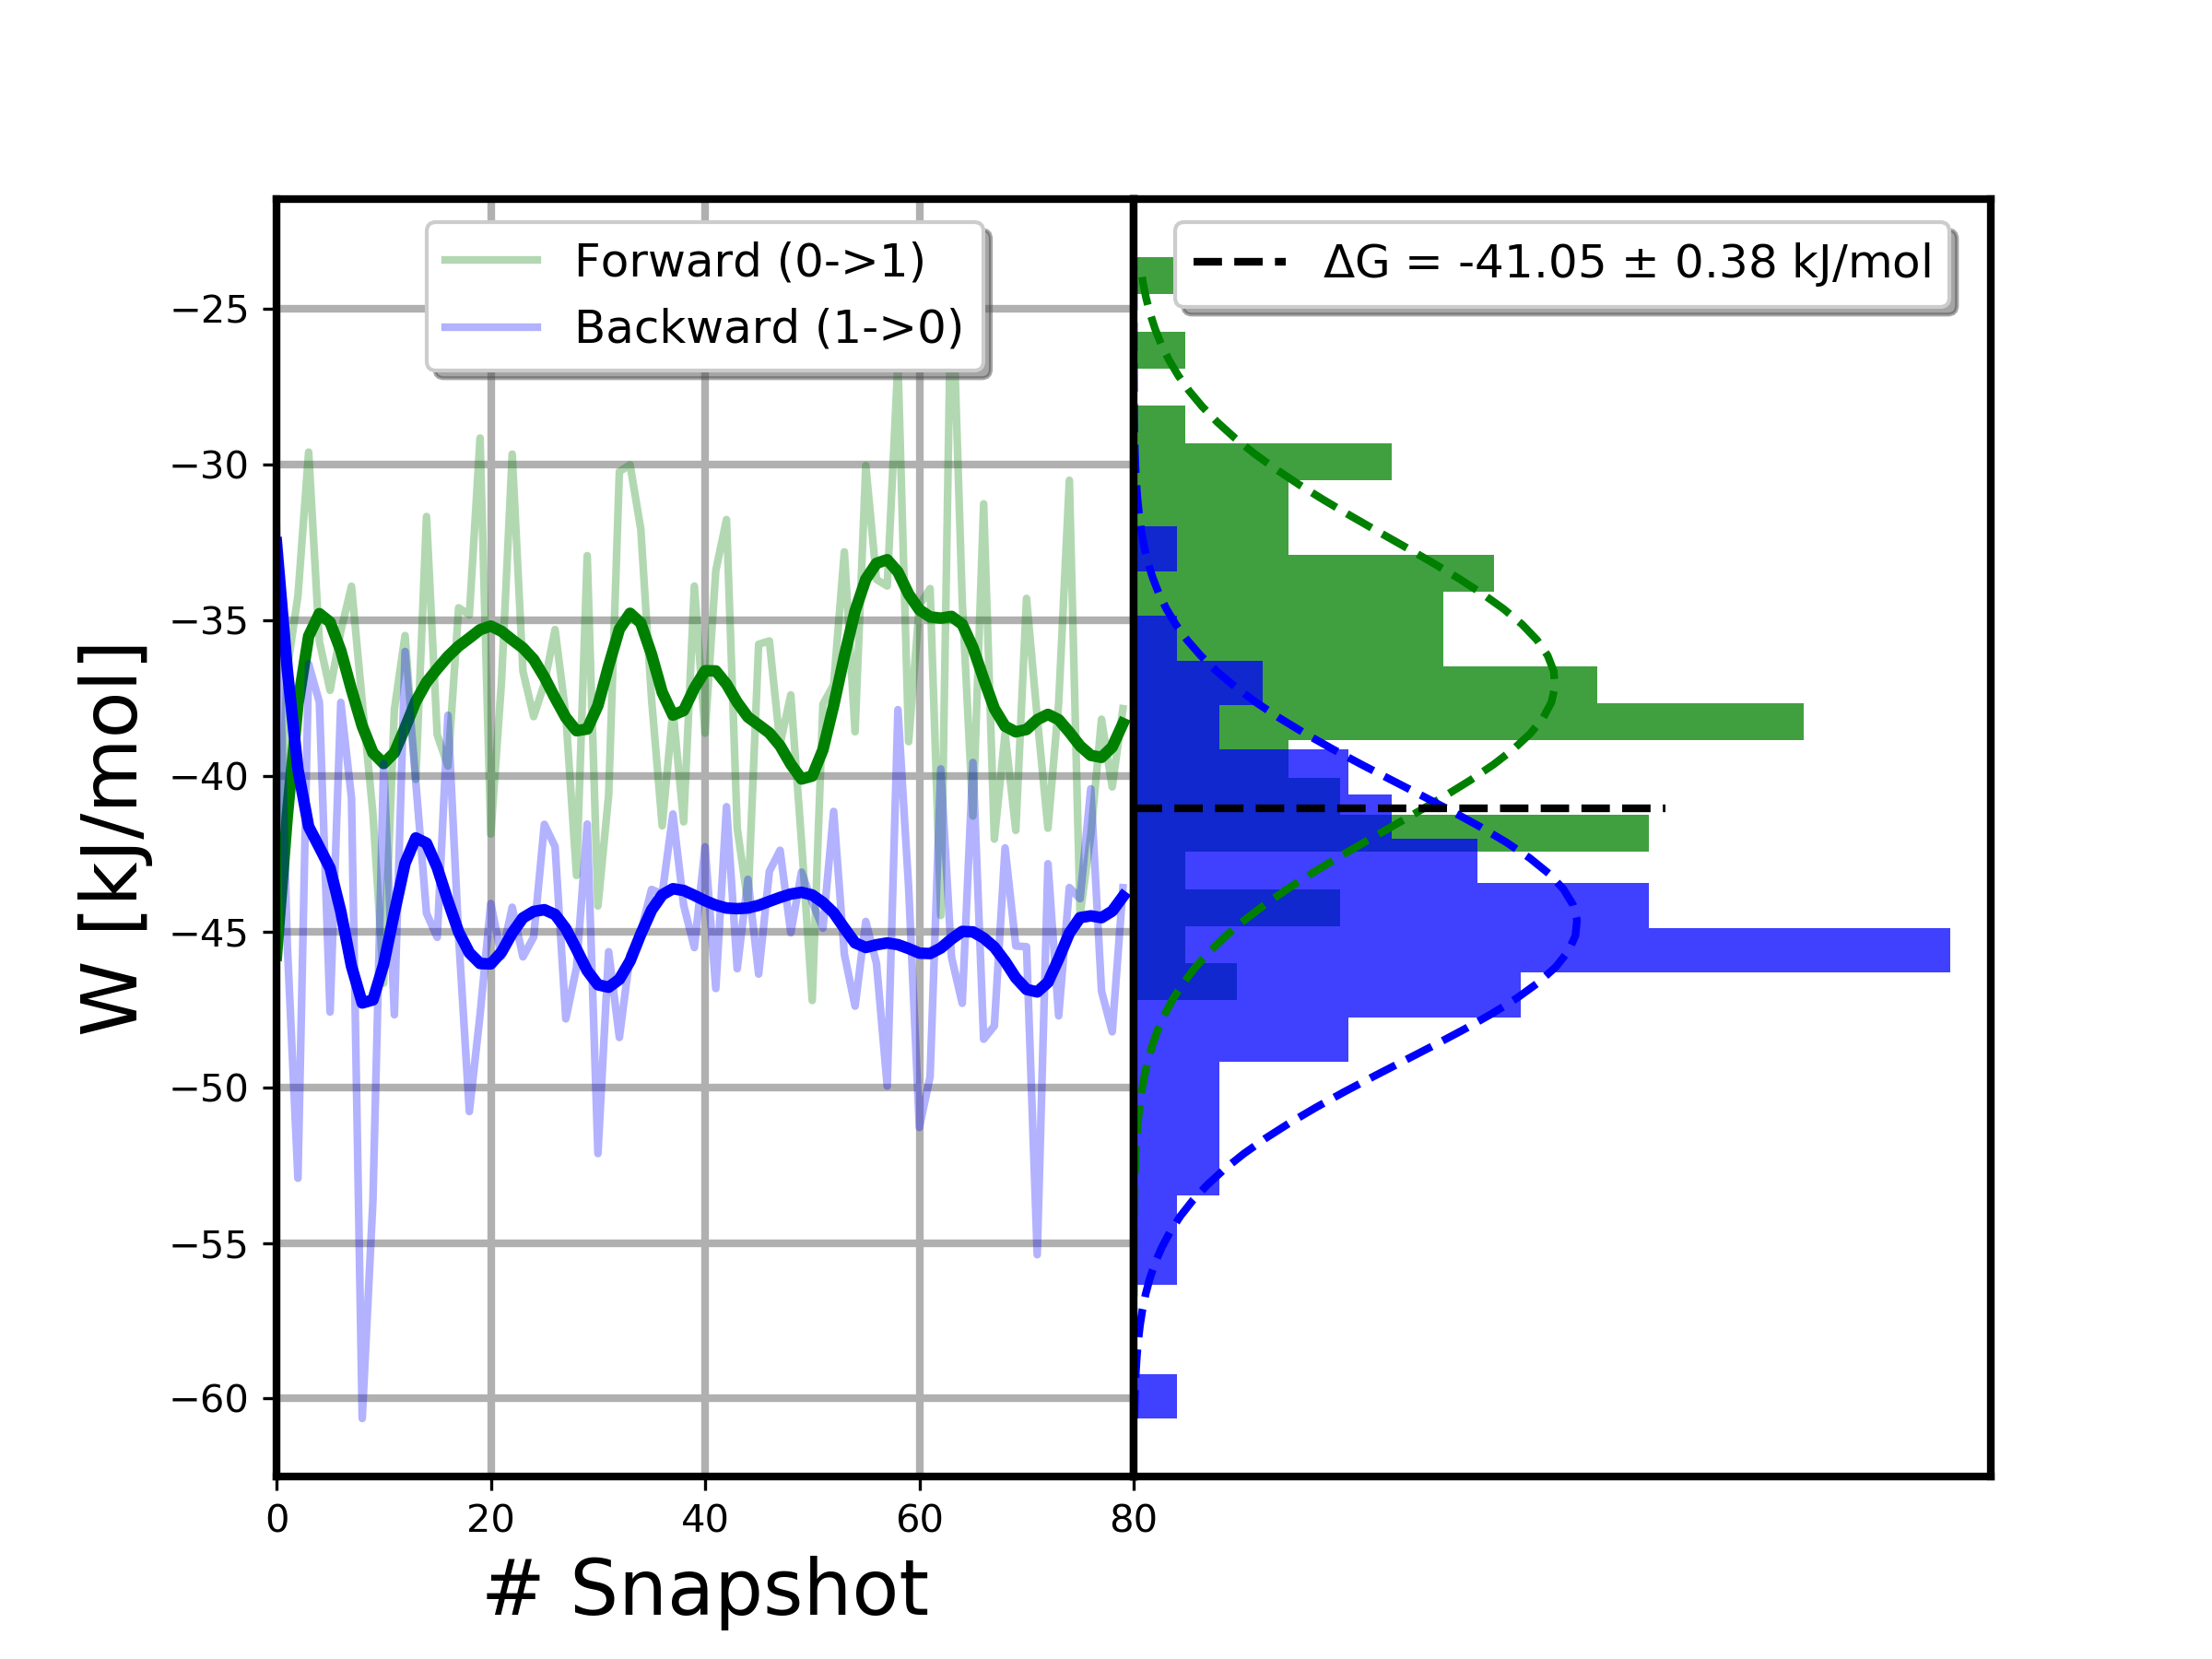 Forward (0->1)
Backward (1->0)
ΔG = -41.05 ± 0.38 kJ/mol
−25
−30
−35
−40
−45
−50
−55
−60
W [kJ/mol]
0
20
40
60
80
# Snapshot